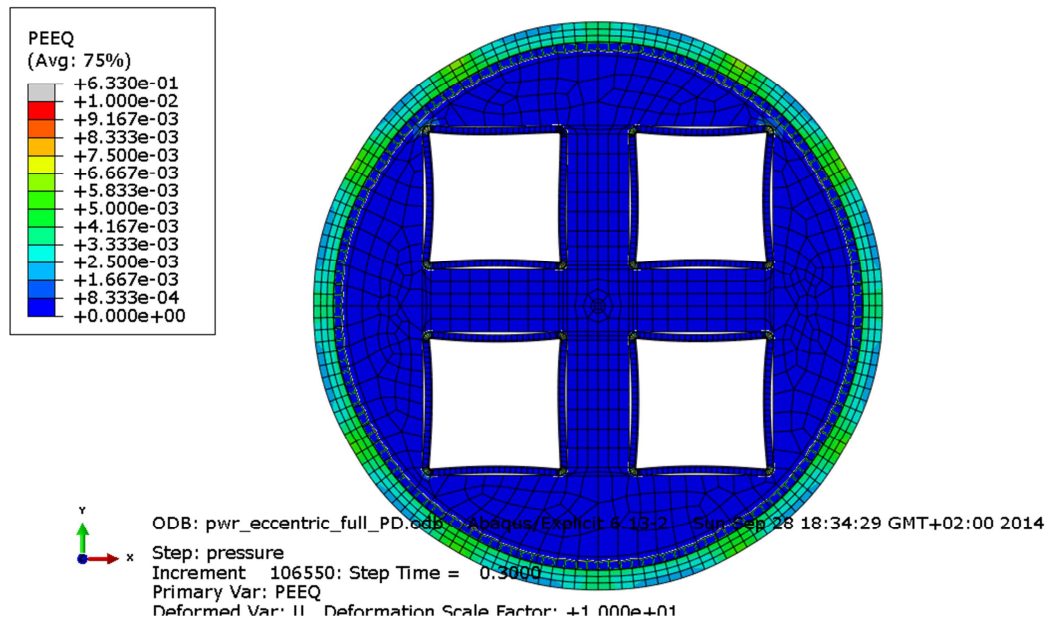 PEEQ
(Avg: 75%)
+6.330e-01
+1.000e-02
+9.167e-03
+8.333e-03
+7.500e-03
+6.667e-03
+5.833e-03
+5.000e-03
+4.167e-03
+3.333e-03
+2.500e-03
+1.667e-03
+8.333e-04
+0.000e+00
Y
X
ODB: pwr_eccentric_full_PD.odb Abaqus/Explicit 6.13-2 Sun Sep 28 18:34:29 GMT+02:00 2014
Step: pressure
Increment 106550: Step Time = 0.3000
Primary Var: PEEQ
Deformed Var: U Deformation Scale Factor: +1.000e+01